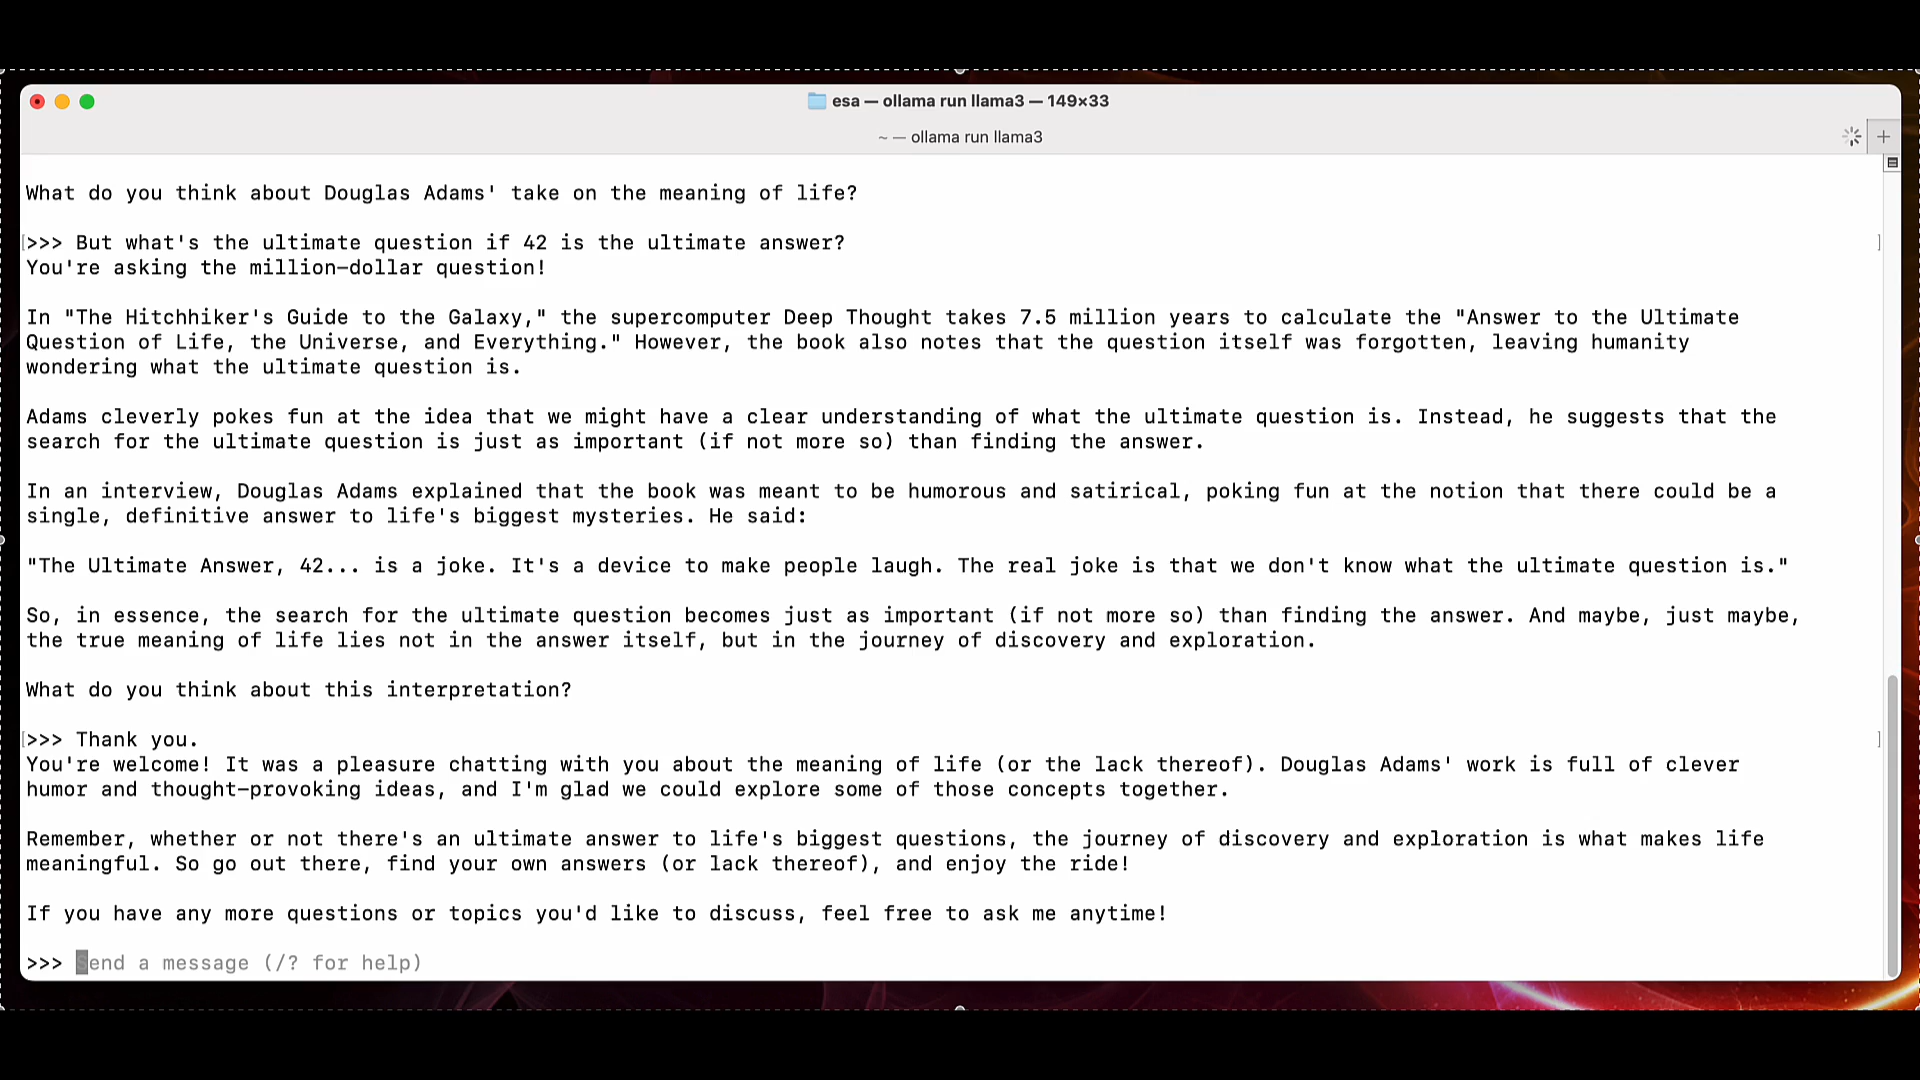 esa — ollama run llama3 — 149×33
~ — ollama run llama3
What do you think about Douglas Adams' take on the meaning of life?
[>>> But what's the ultimate question if 42 is the ultimate answer? ]
You're asking the million-dollar question!
In "The Hitchhiker's Guide to the Galaxy," the supercomputer Deep Thought takes 7.5 million years to calculate the "Answer to the Ultimate
Question of Life, the Universe, and Everything." However, the book also notes that the question itself was forgotten, leaving humanity
wondering what the ultimate question is.
Adams cleverly pokes fun at the idea that we might have a clear understanding of what the ultimate question is. Instead, he suggests that the
search for the ultimate question is just as important (if not more so) than finding the answer.
In an interview, Douglas Adams explained that the book was meant to be humorous and satirical, poking fun at the notion that there could be a
single, definitive answer to life's biggest mysteries. He said:
"The Ultimate Answer, 42... is a joke. It's a device to make people laugh. The real joke is that we don't know what the ultimate question is."
So, in essence, the search for the ultimate question becomes just as important (if not more so) than finding the answer. And maybe, just maybe,
the true meaning of life lies not in the answer itself, but in the journey of discovery and exploration.
What do you think about this interpretation?
[>>> Thank you. ]
You're welcome! It was a pleasure chatting with you about the meaning of life (or the lack thereof). Douglas Adams' work is full of clever
humor and thought-provoking ideas, and I'm glad we could explore some of those concepts together.
Remember, whether or not there's an ultimate answer to life's biggest questions, the journey of discovery and exploration is what makes life
meaningful. So go out there, find your own answers (or lack thereof), and enjoy the ride!
If you have any more questions or topics you'd like to discuss, feel free to ask me anytime!
>>> Send a message (/? for help)